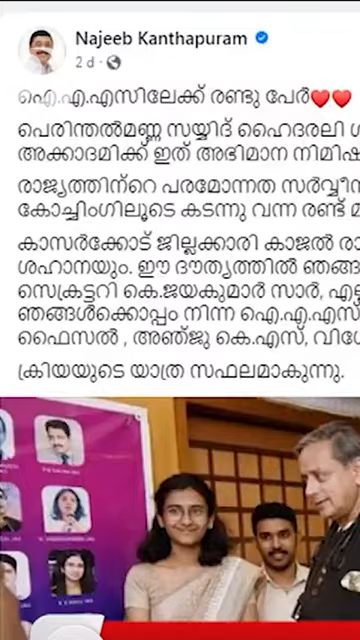 Najeeb Kanthapuram
2 d
ഐ.എ.എസിലേക്ക് രണ്ടു പേർ❤️❤️
പെരിന്തൽമണ്ണ സയ്യിദ് ഹൈദരലി
അക്കാദമിക്ക് ഇത് അഭിമാന നിമിഷ
രാജ്യത്തിന്റെ പരമോന്നത സർവ്വീസ
കോച്ചിംഗിലൂടെ കടന്നു വന്ന രണ്ട്
കാസർക്കോട് ജില്ലക്കാരി കാജൽ രാ
ശഹാനയും. ഈ ദൗത്യത്തിൽ ഞങ്ങ
സെക്രട്ടറി കെ.ജയകുമാർ സാർ,
ഞങ്ങൾക്കൊപ്പം നിന്ന ഐ.എ.എസ്
ഫൈസൽ , അഞ്ജു കെ.എസ്, വിശേ
ക്രിയയുടെ യാത്ര സഫലമാകുന്നു.